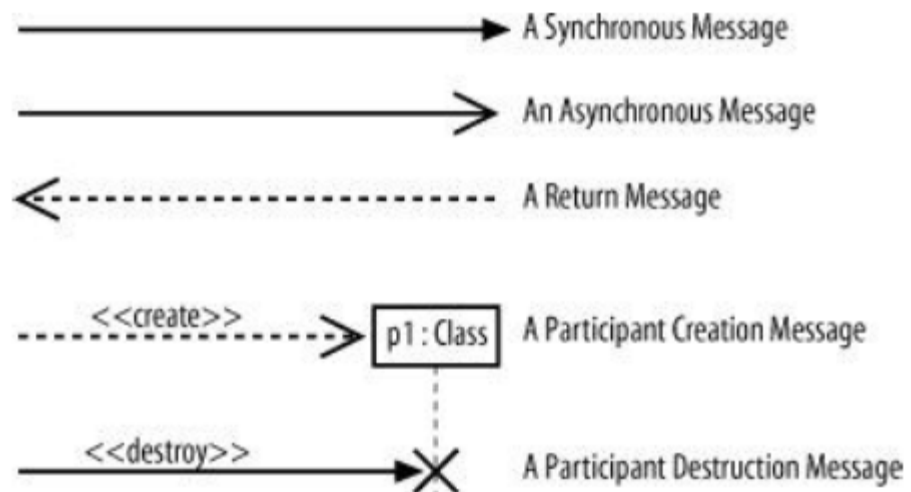 A Synchronous Message
An Asynchronous Message
A Return Message
<<create>>
p1 : Class
A Participant Creation Message
<<destroy>>
A Participant Destruction Message